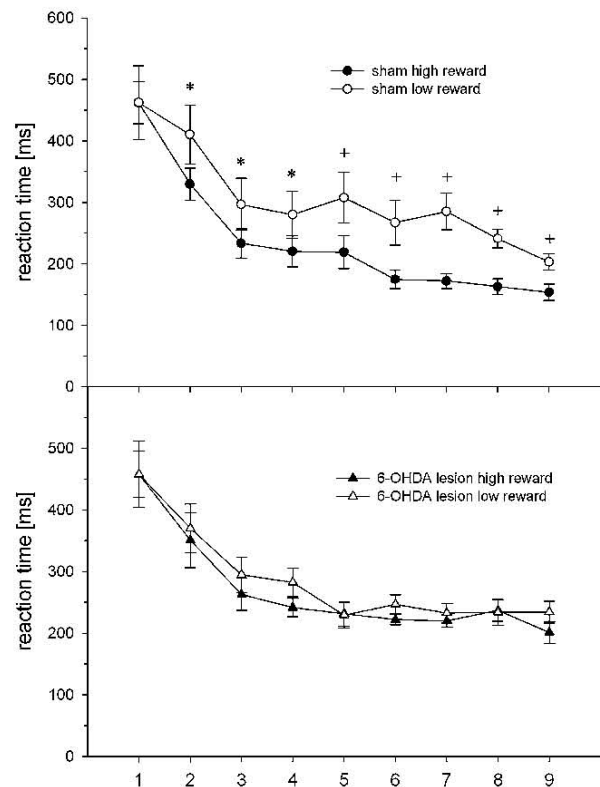 600
500
400
300
200
100
0
reaction time [ms]
sham high reward
sham low reward
* * * + + + + +
500
400
300
200
100
0
reaction time [ms]
6-OHDA lesion high reward
6-OHDA lesion low reward
1 2 3 4 5 6 7 8 9